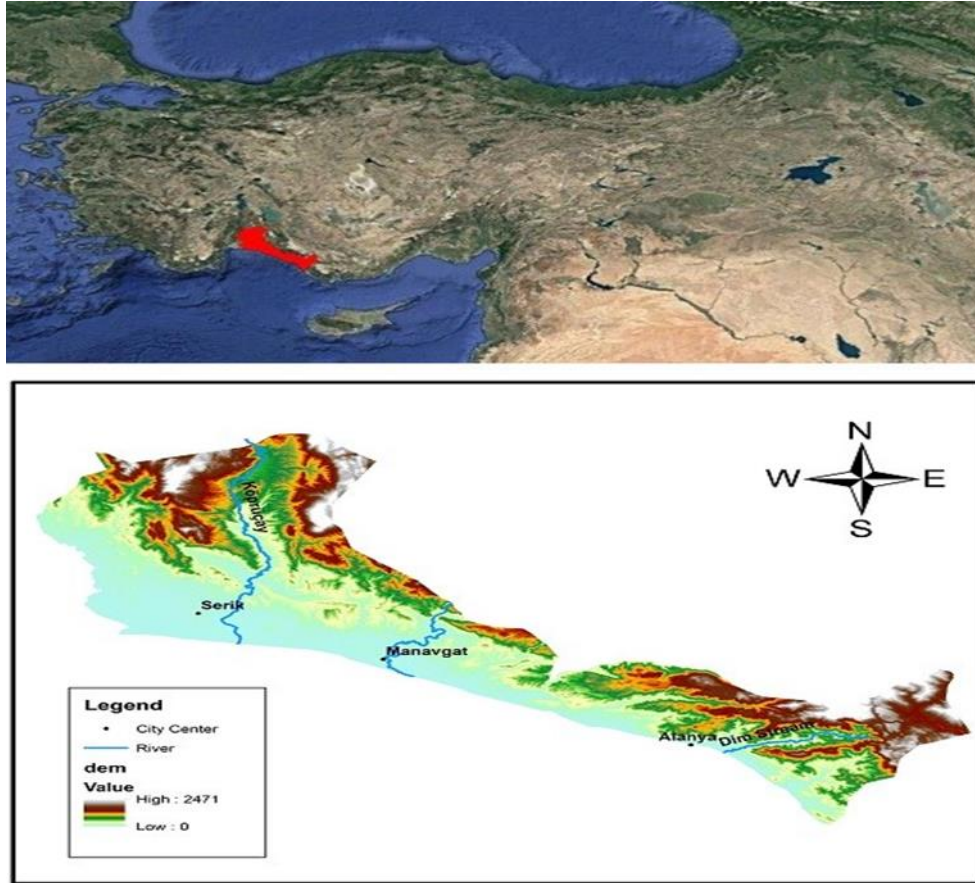 N
W E
S
Köprüçay
Serik
Manavgat
Alanya
Dim Stream
Legend
City Center
River
dem
Value
High : 2471
Low : 0